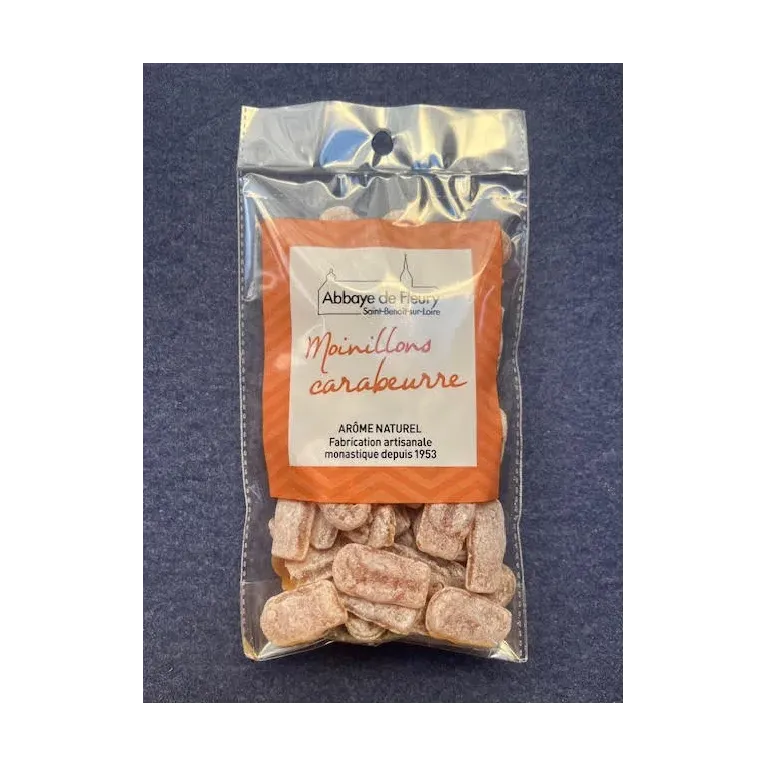 Abbaye de Fleury
Saint-Benoît-sur-Loire
Moinillons
carabeurre
ARÔME NATUREL
Fabrication artisanale
monastique depuis 1953